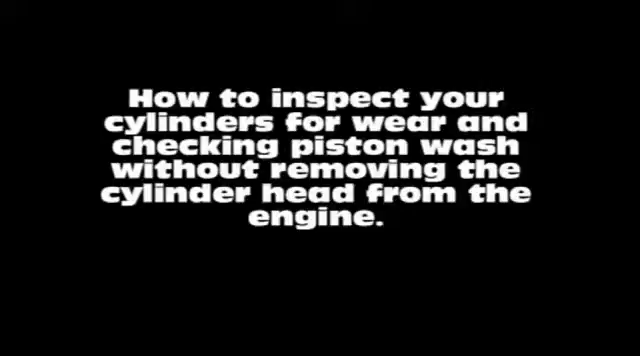 How to inspect your
cylinders for wear and
checking piston wash
without removing the
cylinder head from the
engine.